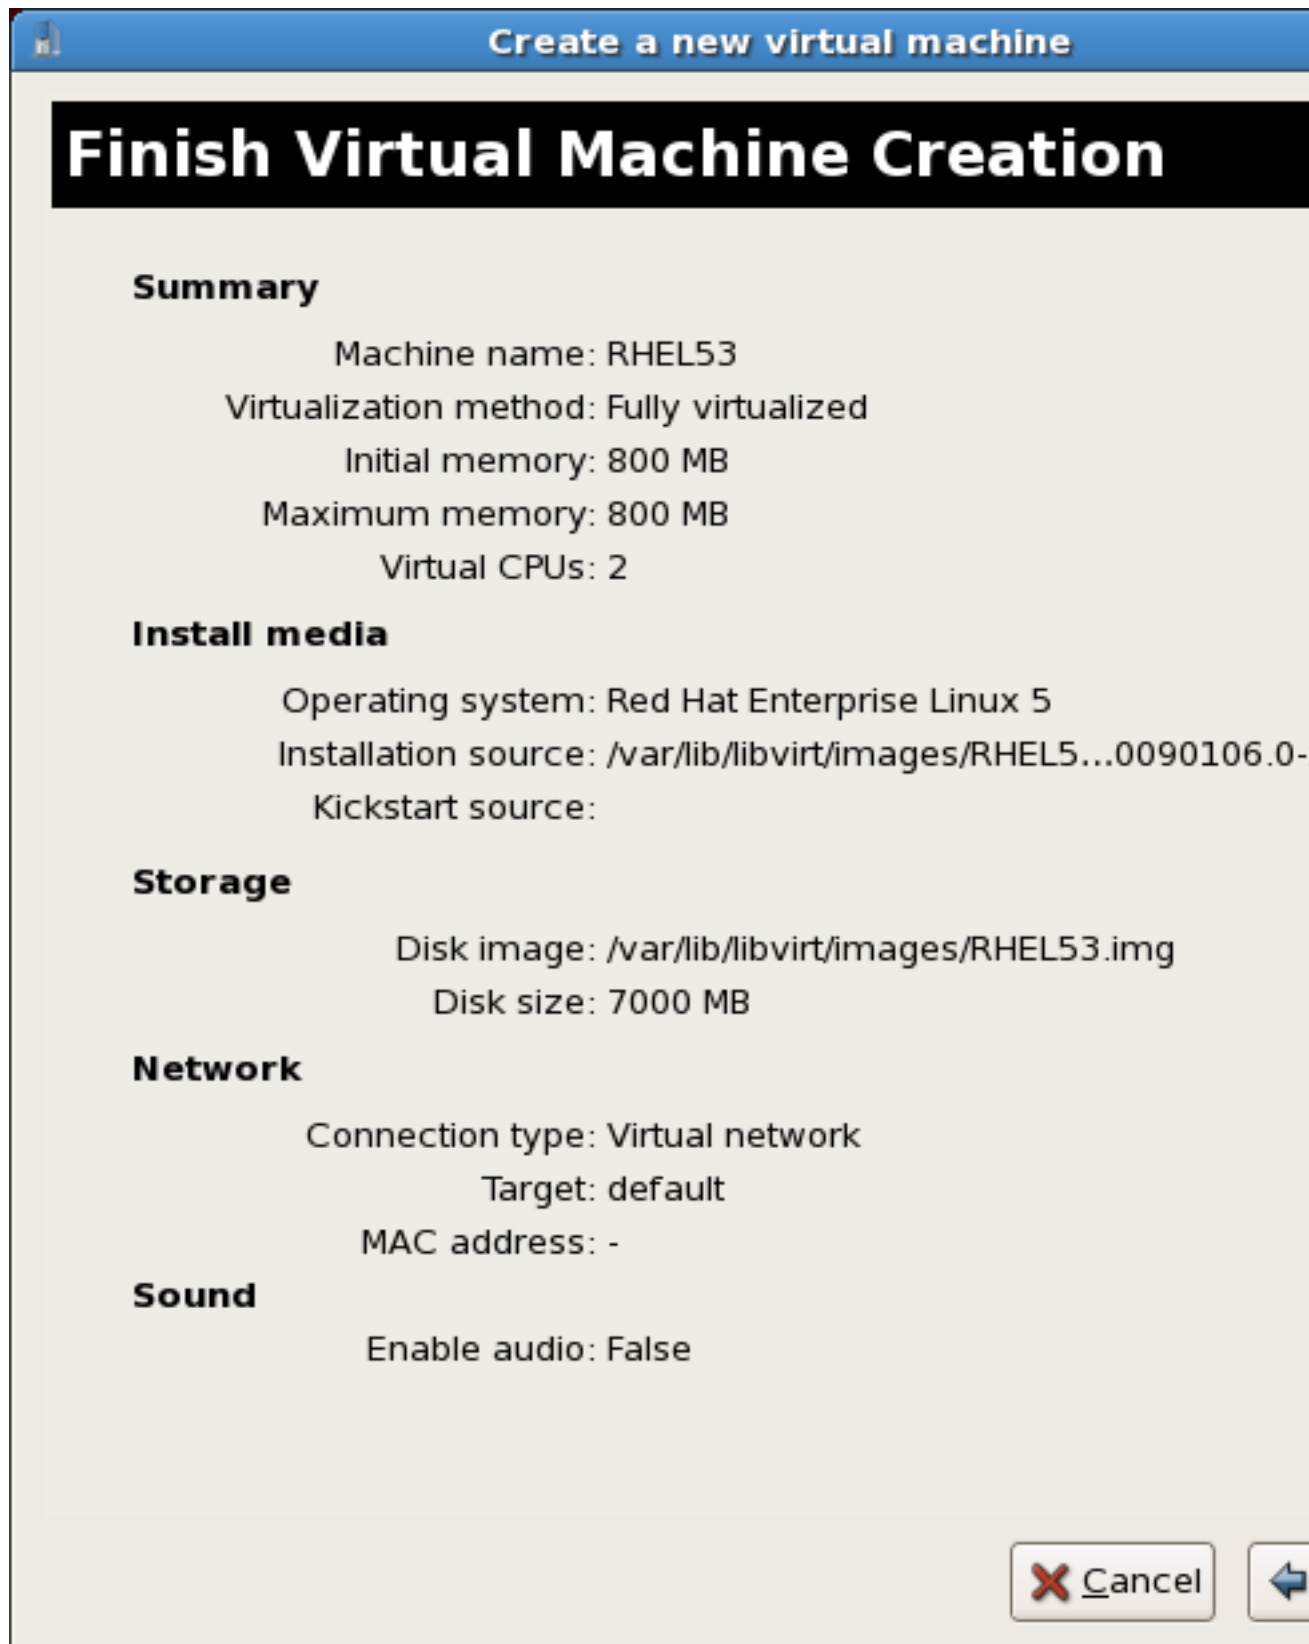 Create a new virtual machine
Finish Virtual Machine Creation
Summary
Machine name: RHEL53
Virtualization method: Fully virtualized
Initial memory: 800 MB
Maximum memory: 800 MB
Virtual CPUs: 2
Install media
Operating system: Red Hat Enterprise Linux 5
Installation source: /var/lib/libvirt/images/RHEL5...0090106.0-
Kickstart source:
Storage
Disk image: /var/lib/libvirt/images/RHEL53.img
Disk size: 7000 MB
Network
Connection type: Virtual network
Target: default
MAC address: -
Sound
Enable audio: False
Cancel